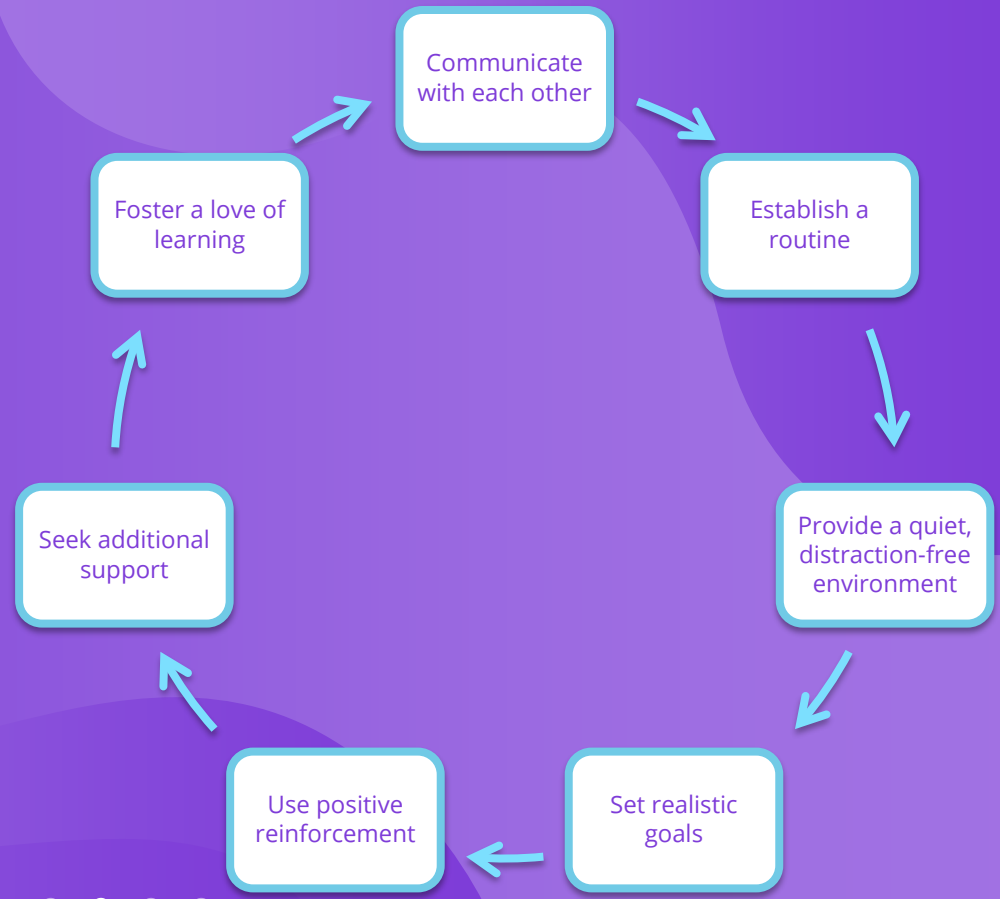 Communicate
with each other
Establish a
routine
Provide a quiet,
distraction-free
environment
Set realistic
goals
Use positive
reinforcement
Seek additional
support
Foster a love of
learning